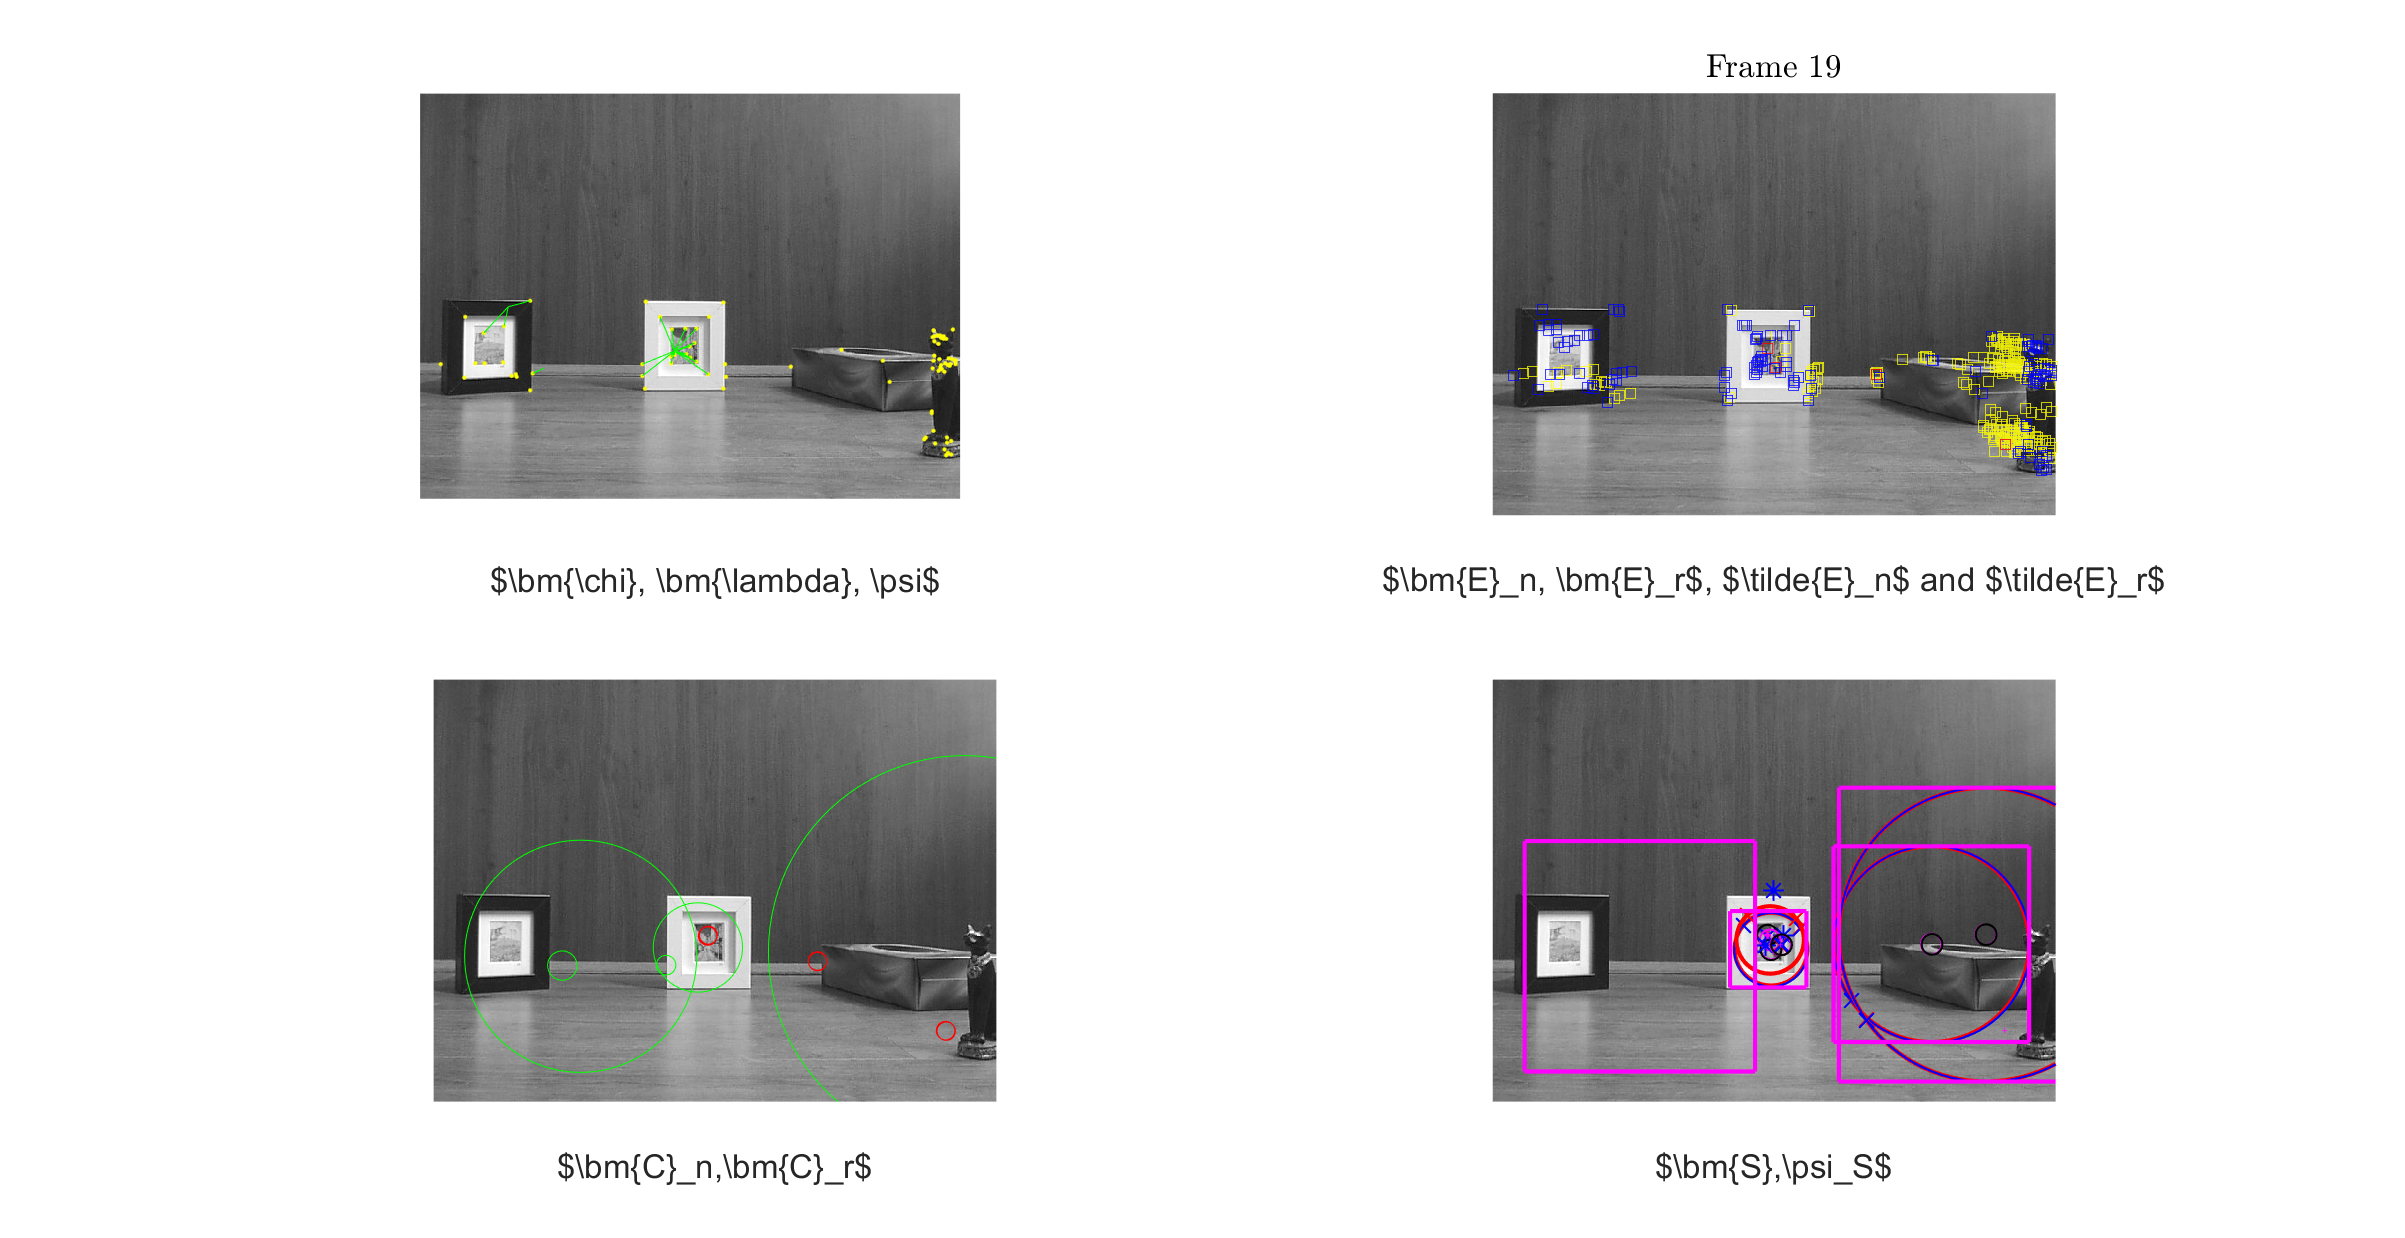 Frame 19
$\bm{\chi}, \bm{\lambda}, \psi$
$\bm{E}_n, \bm{E}_r$, $\tilde{E}_n$ and $\tilde{E}_r$
$\bm{C}_n,\bm{C}_r$
$\bm{S},\psi_S$